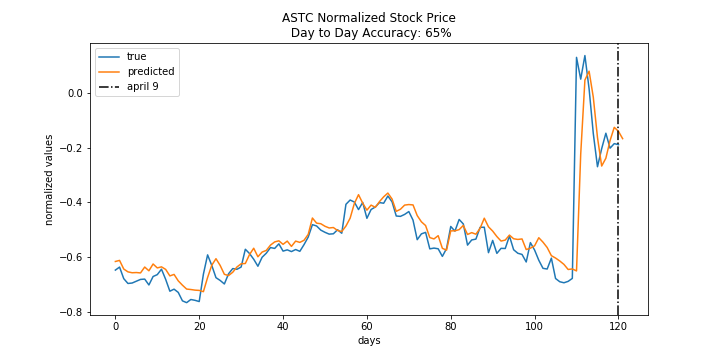 ASTC Normalized Stock Price
Day to Day Accuracy: 65%
true
predicted
april 9
normalized values
0.0
−0.2
−0.4
−0.6
−0.8
0
20
40
60
80
100
120
days